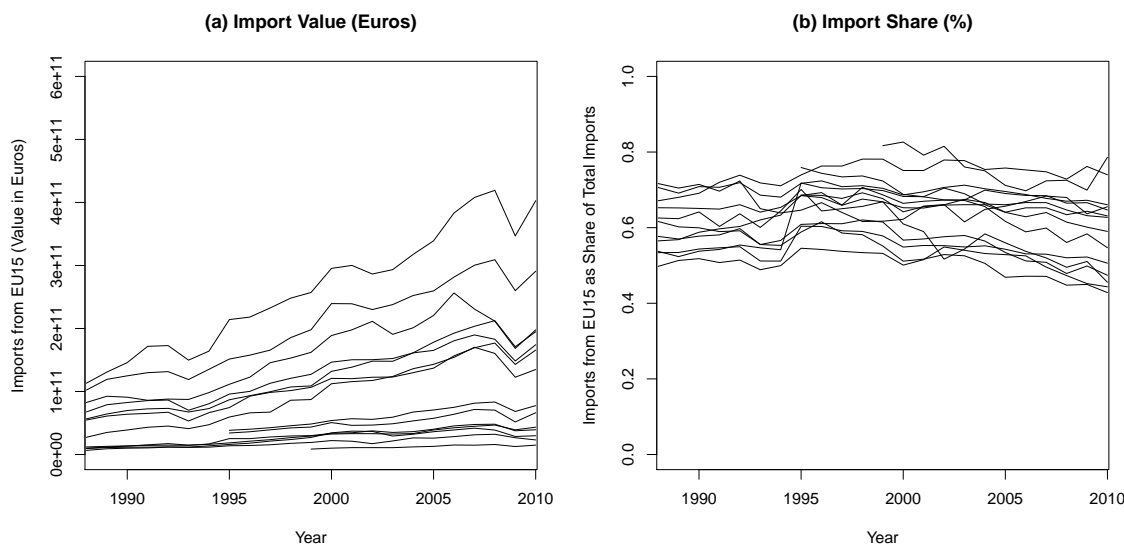 (a) Import Value (Euros)
Imports from EU15 (Value in Euros)
6e+11
5e+11
4e+11
3e+11
2e+11
1e+11
0e+00
1990 1995 2000 2005 2010
Year
(b) Import Share (%)
Imports from EU15 as Share of Total Imports
1.0
0.8
0.6
0.4
0.2
0.0
1990 1995 2000 2005 2010
Year